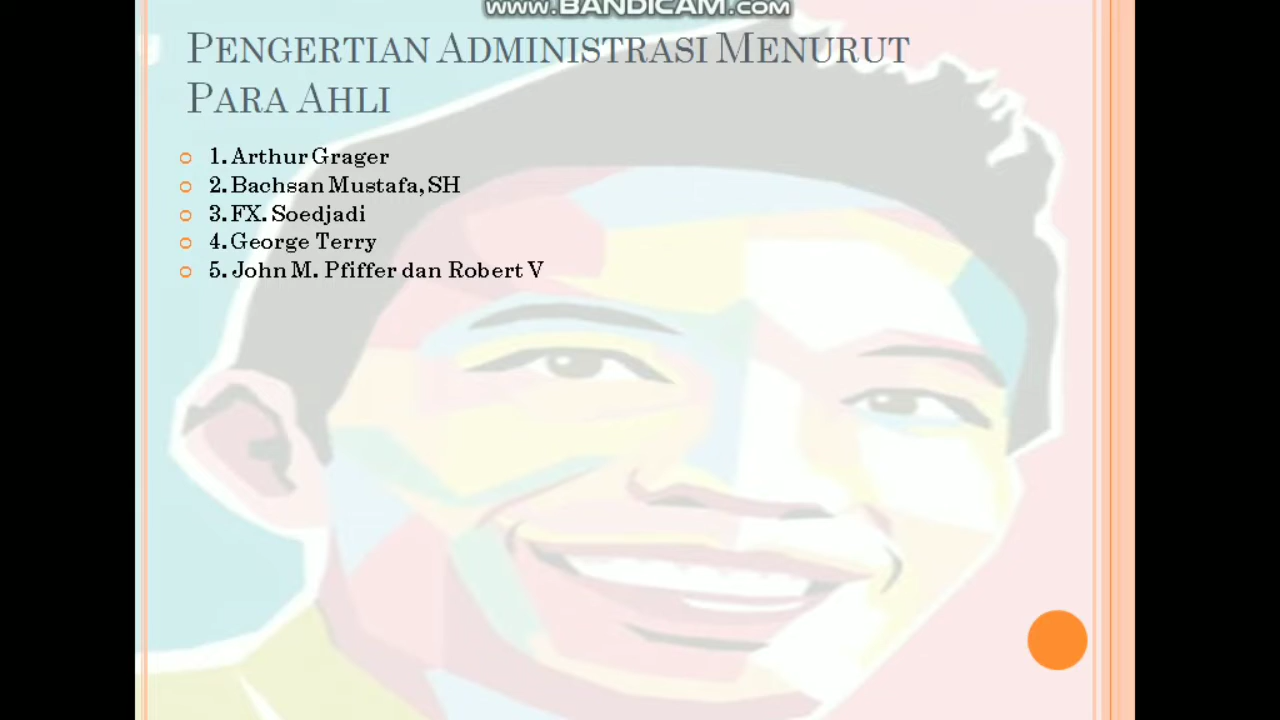 www.BANDICAM.com
Pengertian Administrasi Menurut
Para Ahli
1. Arthur Grager
2. Bachsan Mustafa, SH
3. FX. Soedjadi
4. George Terry
5. John M. Pfiffer dan Robert V